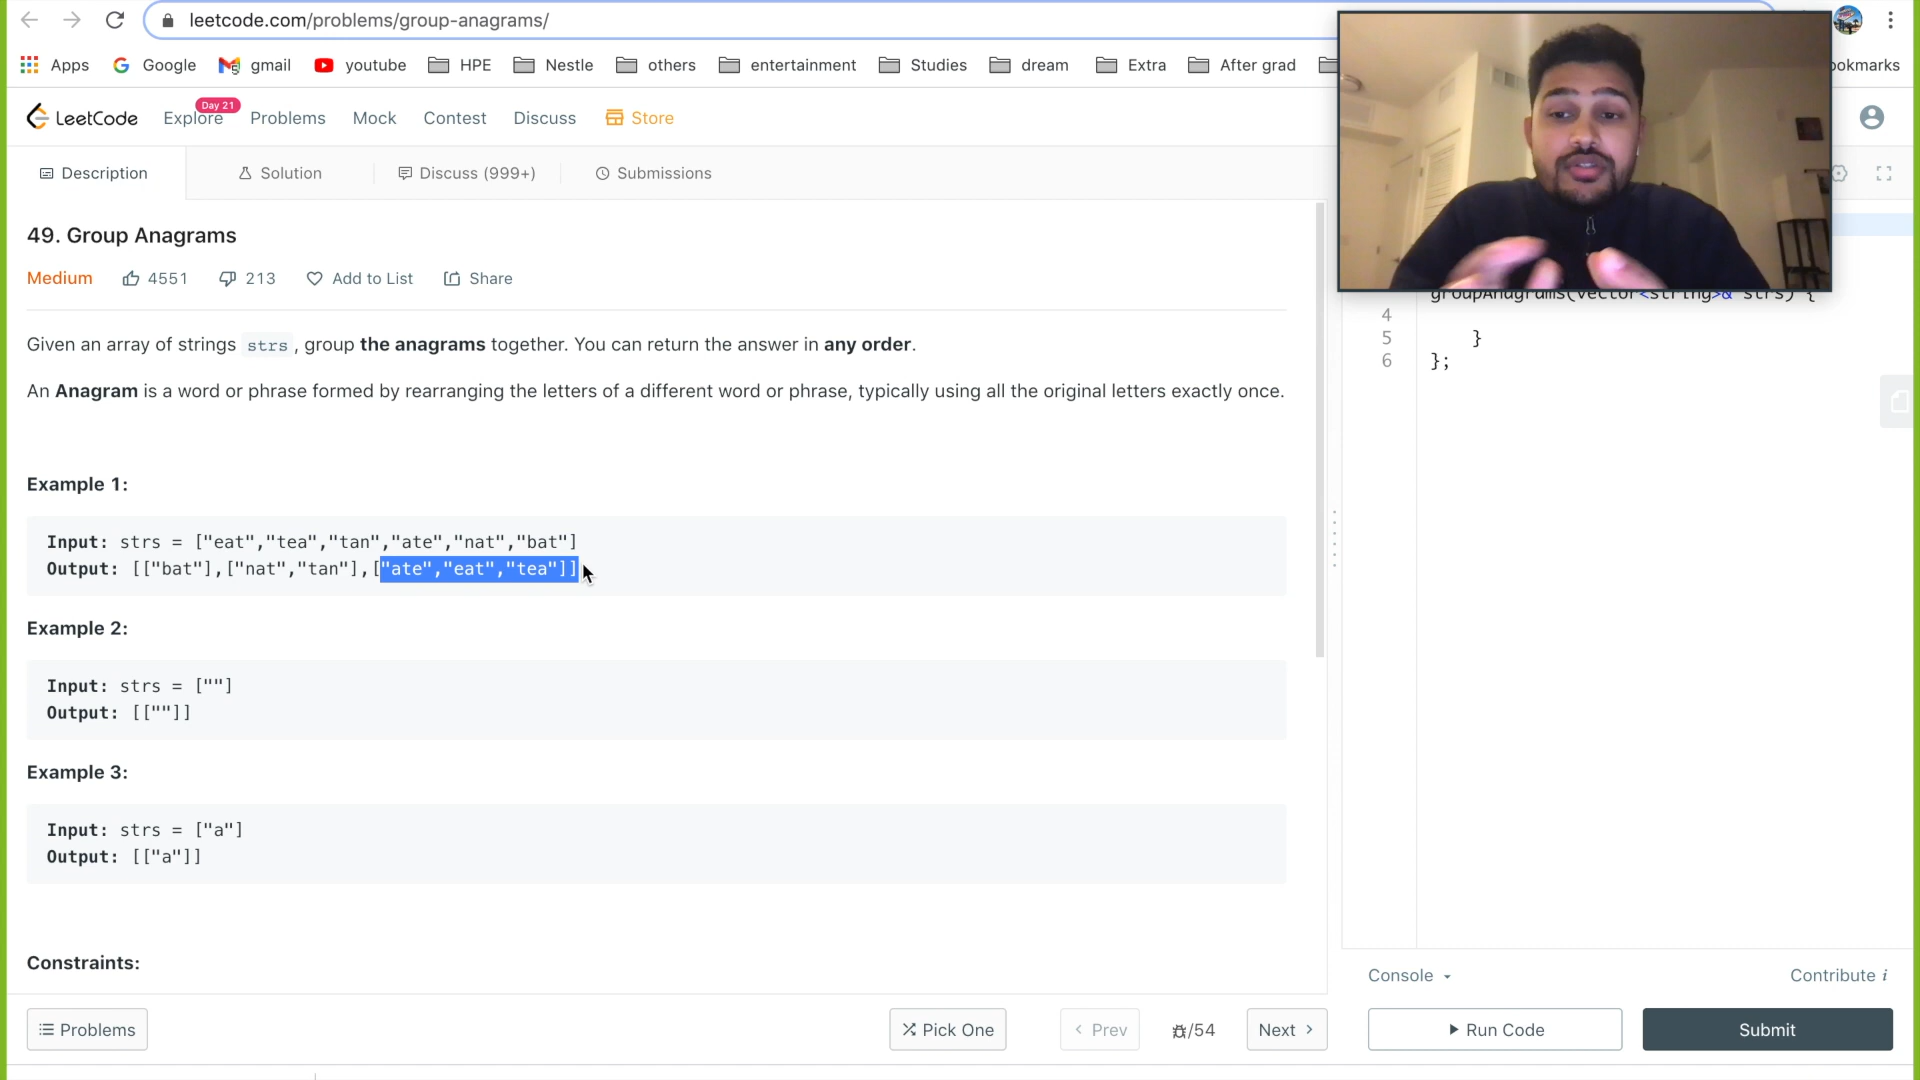 leetcode.com/problems/group-anagrams/
Apps Google gmail youtube HPE Nestle others entertainment Studies dream Extra After grad ookmarks
LeetCode Explore Day 21 Problems Mock Contest Discuss Store
Description Solution Discuss (999+) Submissions
49. Group Anagrams
Medium 4551 213 Add to List Share
Given an array of strings strs, group the anagrams together. You can return the answer in any order.
An Anagram is a word or phrase formed by rearranging the letters of a different word or phrase, typically using all the original letters exactly once.
Example 1:
Input: strs = ["eat","tea","tan","ate","nat","bat"]
Output: [["bat"],["nat","tan"],["ate","eat","tea"]]
Example 2:
Input: strs = [""]
Output: [[""]]
Example 3:
Input: strs = ["a"]
Output: [["a"]]
Constraints:
Problems Pick One < Prev /54 Next >
groupAnagrams(vector<string>& strs) {
4
5 }
6 };
Console Contribute i
Run Code Submit